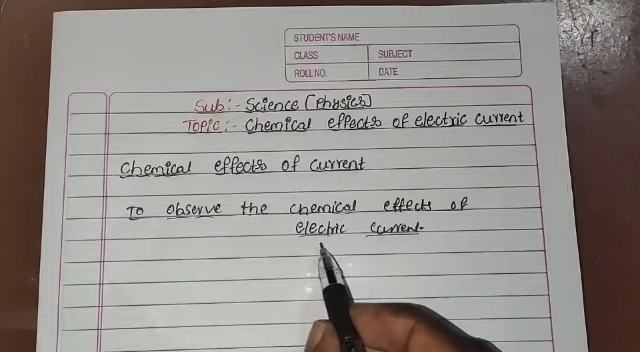 STUDENT'S NAME
CLASS SUBJECT
ROLL NO. DATE
Sub:- Science [Physics]
Topic:- Chemical effects of electric current
Chemical effects of current
To observe the chemical effects of
electric current.